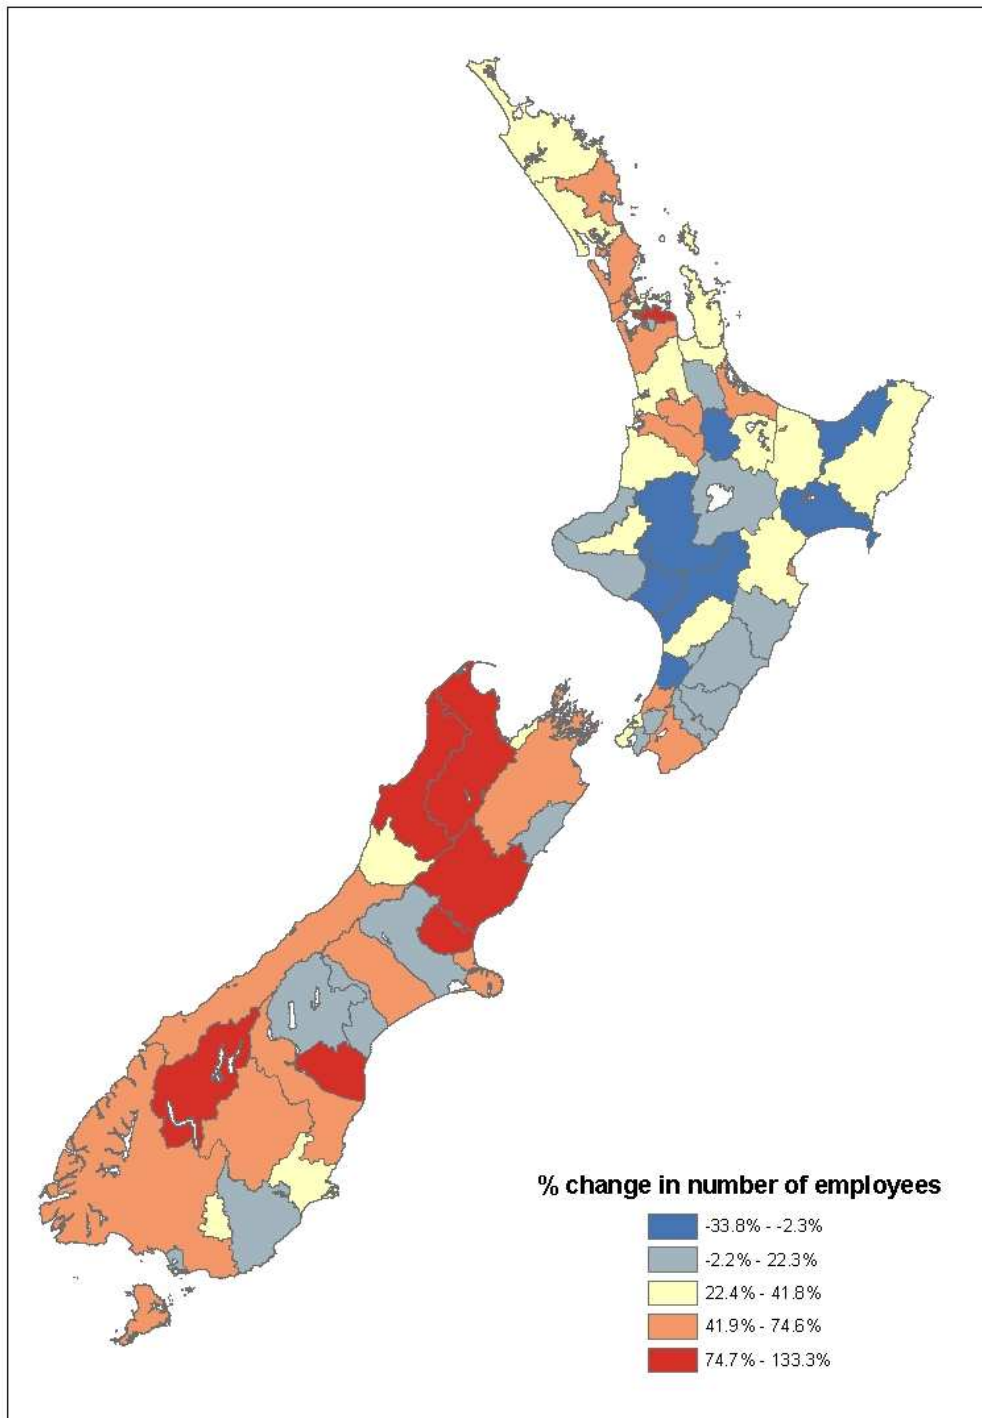 % change in number of employees
-33.8% - -2.3%
-2.2% - 22.3%
22.4% - 41.8%
41.9% - 74.6%
74.7% - 133.3%